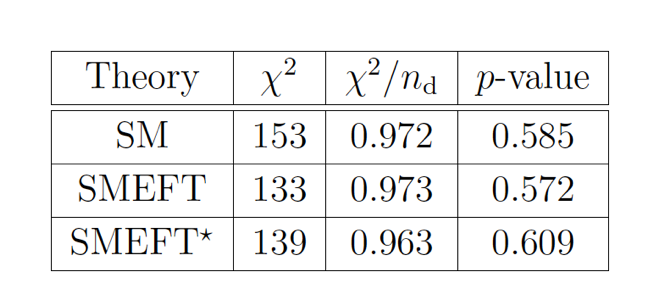 Theory χ² χ²/n_d p-value
SM 153 0.972 0.585
SMEFT 133 0.973 0.572
SMEFT⋆ 139 0.963 0.609